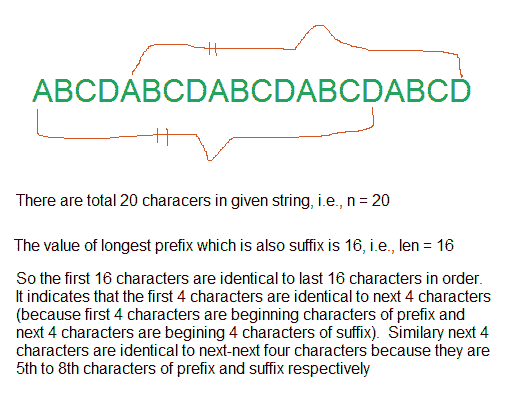 ABCDABCDABCDABCDABCD
There are total 20 characers in given string, i.e., n = 20
The value of longest prefix which is also suffix is 16, i.e., len = 16
So the first 16 characters are identical to last 16 characters in order.
It indicates that the first 4 characters are identical to next 4 characters
(because first 4 characters are beginning characters of prefix and
next 4 characters are begining 4 characters of suffix).  Similary next 4
characters are identical to next-next four characters because they are
5th to 8th characters of prefix and suffix respectively